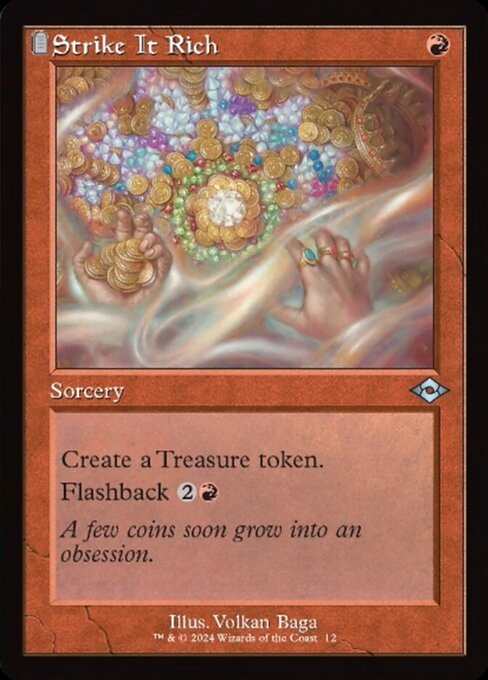 Strike It Rich
Sorcery
Create a Treasure token.
Flashback 2
A few coins soon grow into an
obsession.
Illus. Volkan Baga
™ & © 2024 Wizards of the Coast 12